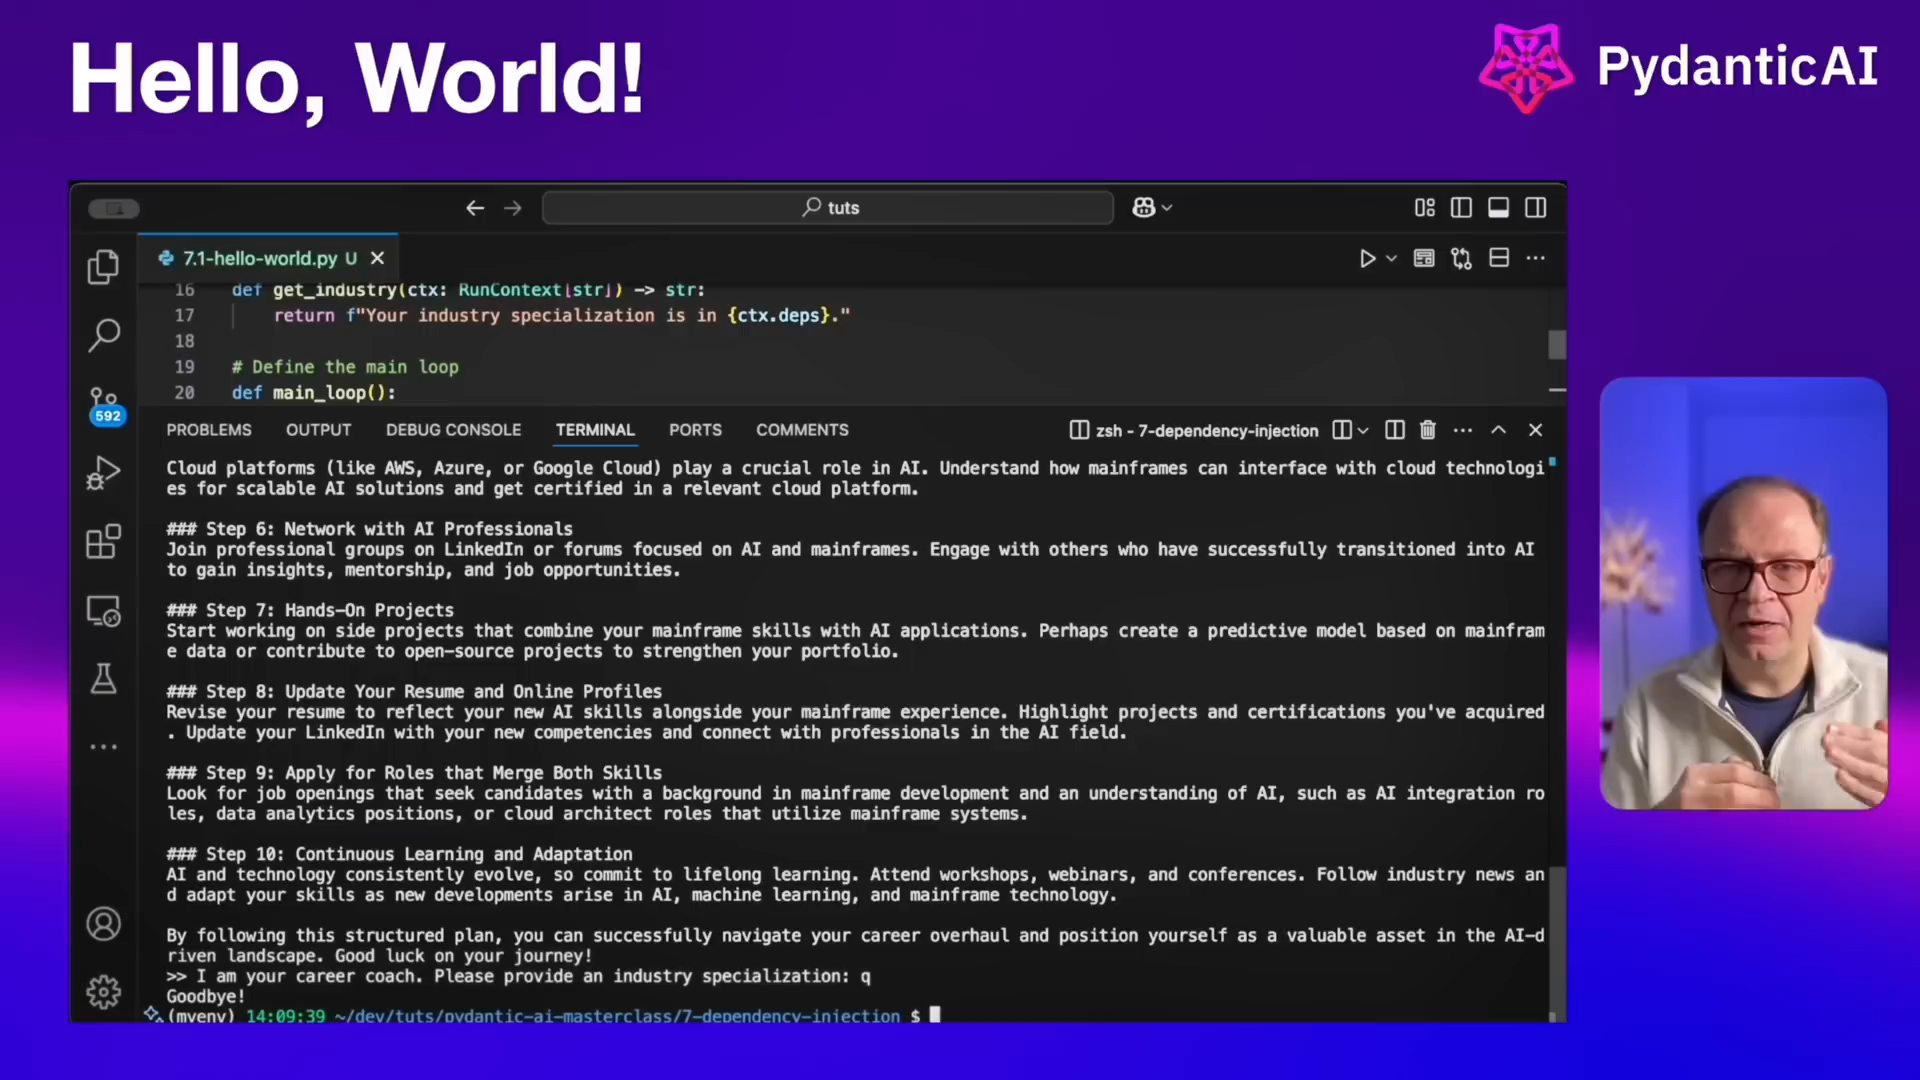 Hello, World!
PydanticAI
tuts
7.1-hello-world.py U
16 def get_industry(ctx: RunContext[str]) -> str:
17 return f"Your industry specialization is in {ctx.deps}."
18
19 # Define the main loop
20 def main_loop():
592
PROBLEMS OUTPUT DEBUG CONSOLE TERMINAL PORTS COMMENTS zsh - 7-dependency-injection
Cloud platforms (like AWS, Azure, or Google Cloud) play a crucial role in AI. Understand how mainframes can interface with cloud technologi
es for scalable AI solutions and get certified in a relevant cloud platform.
### Step 6: Network with AI Professionals
Join professional groups on LinkedIn or forums focused on AI and mainframes. Engage with others who have successfully transitioned into AI
to gain insights, mentorship, and job opportunities.
### Step 7: Hands-On Projects
Start working on side projects that combine your mainframe skills with AI applications. Perhaps create a predictive model based on mainfram
e data or contribute to open-source projects to strengthen your portfolio.
### Step 8: Update Your Resume and Online Profiles
Revise your resume to reflect your new AI skills alongside your mainframe experience. Highlight projects and certifications you've acquired
. Update your LinkedIn with your new competencies and connect with professionals in the AI field.
### Step 9: Apply for Roles that Merge Both Skills
Look for job openings that seek candidates with a background in mainframe development and an understanding of AI, such as AI integration ro
les, data analytics positions, or cloud architect roles that utilize mainframe systems.
### Step 10: Continuous Learning and Adaptation
AI and technology consistently evolve, so commit to lifelong learning. Attend workshops, webinars, and conferences. Follow industry news an
d adapt your skills as new developments arise in AI, machine learning, and mainframe technology.
By following this structured plan, you can successfully navigate your career overhaul and position yourself as a valuable asset in the AI-d
riven landscape. Good luck on your journey!
>> I am your career coach. Please provide an industry specialization: q
Goodbye!
(myenv) 14:09:39 ~/dev/tuts/pydantic-ai-masterclass/7-dependency-injection $